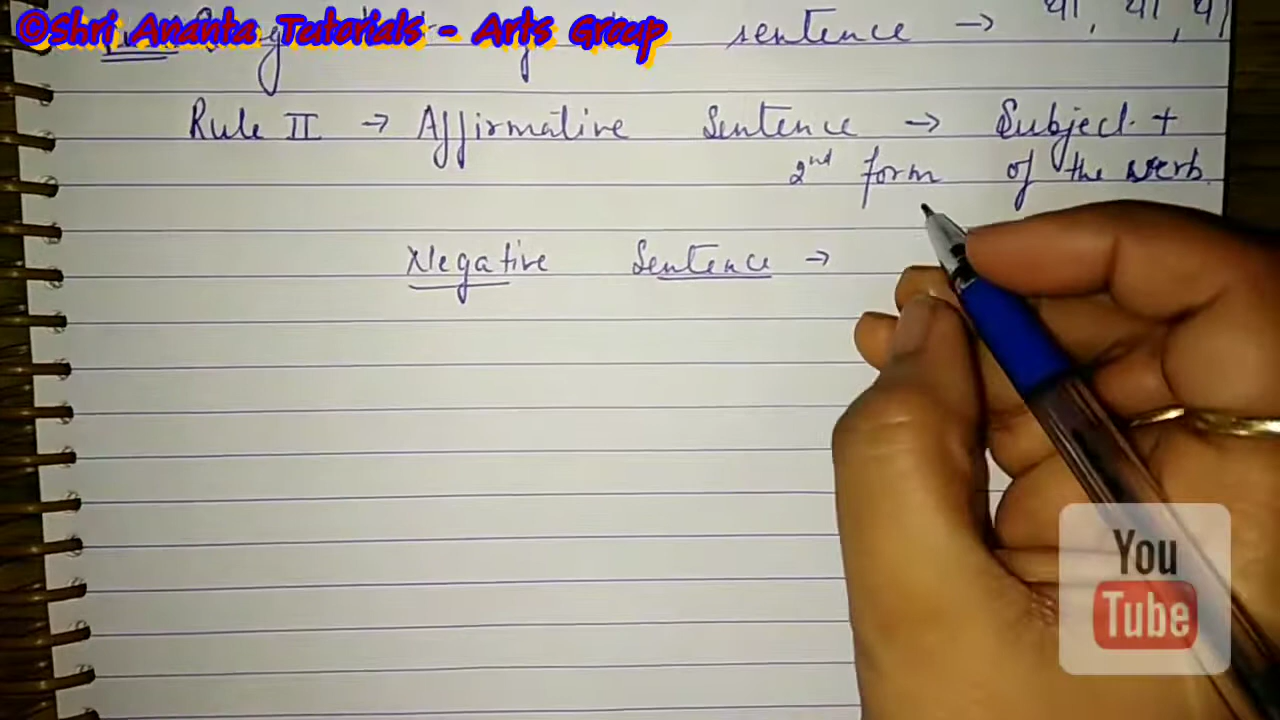 ©Shri Ananta Tutorials - Arts Group
sentence →
Rule II → Affirmative Sentence → Subject +
2nd form of the verb
Negative Sentence →
You
Tube